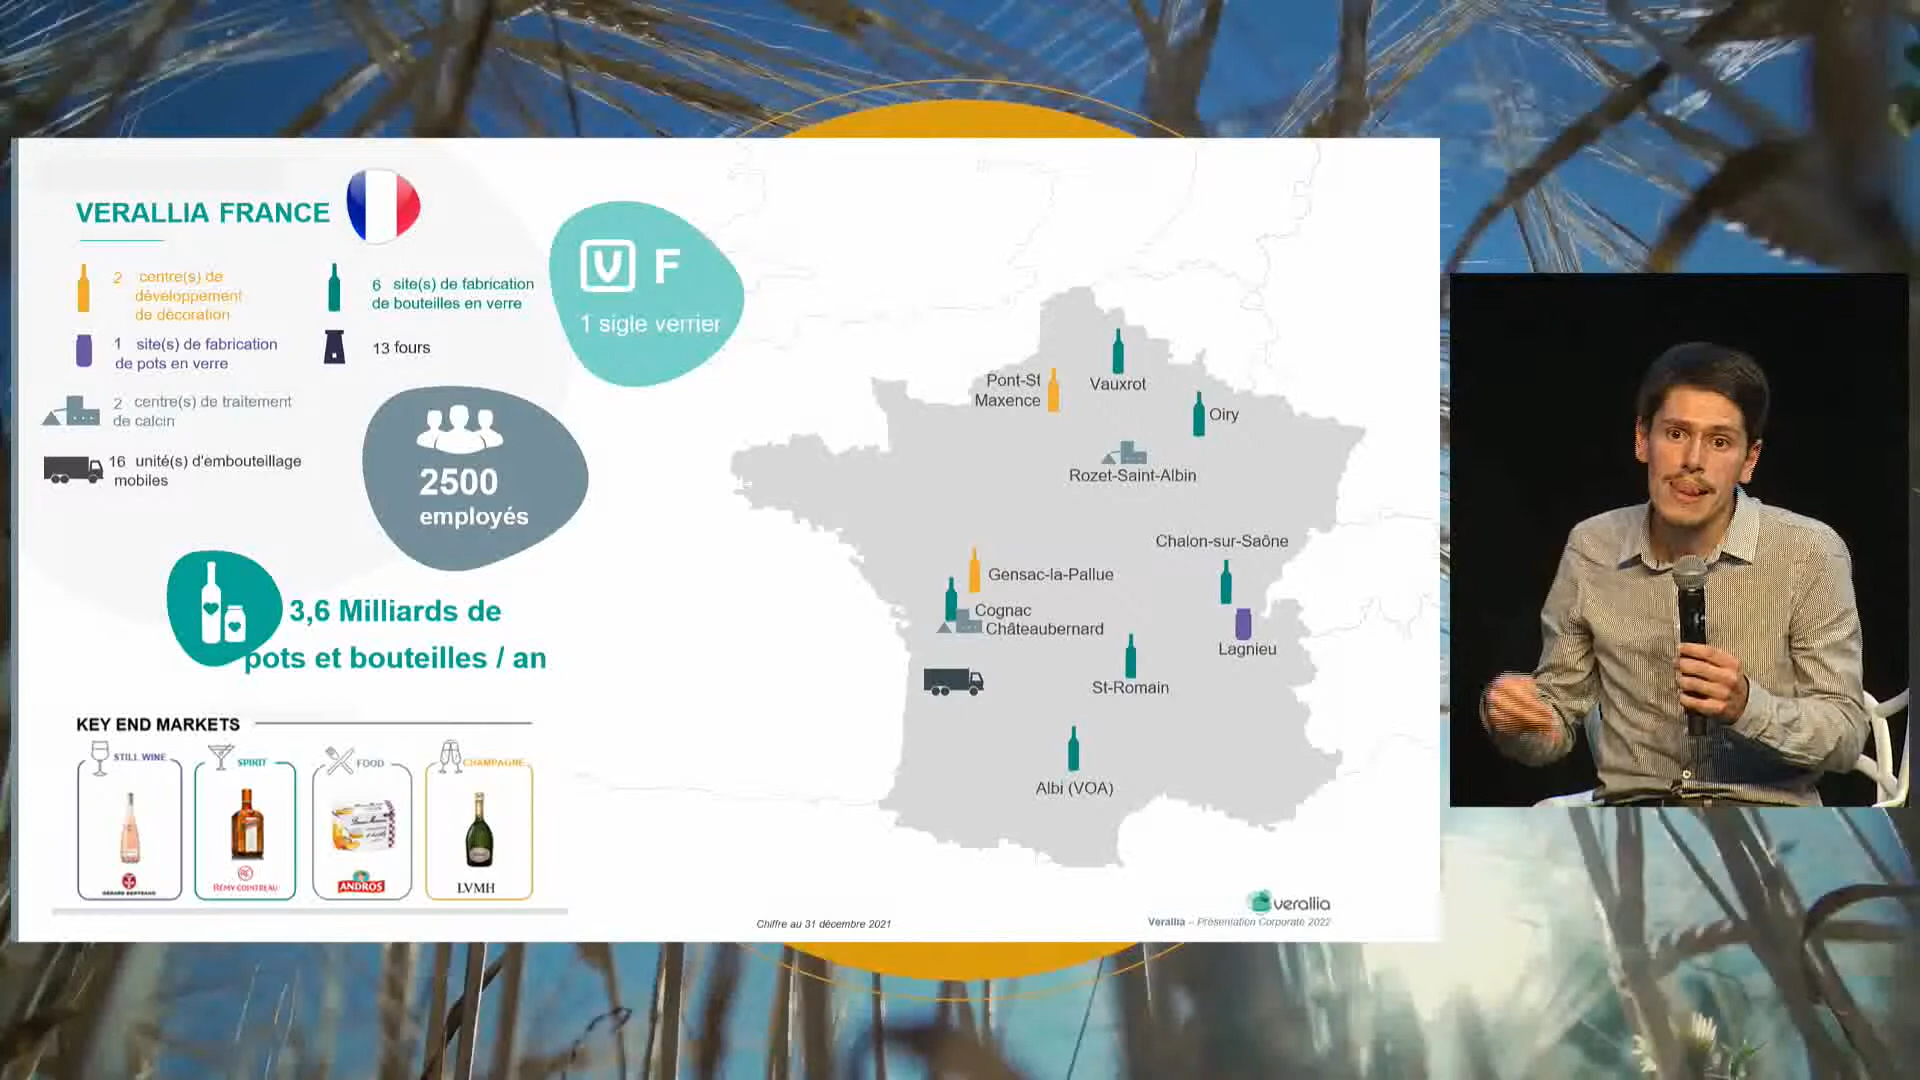 VERALLIA FRANCE
2 centre(s) de
développement
de décoration
6 site(s) de fabrication
de bouteilles en verre
1 site(s) de fabrication
de pots en verre
13 fours
2 centre(s) de traitement
de calcin
16 unité(s) d'embouteillage
mobiles
V F
1 sigle verrier
2500
employés
3,6 Milliards de
pots et bouteilles / an
KEY END MARKETS
STILL WINE
SPIRIT
FOOD
CHAMPAGNE
GÉRARD BERTRAND
RÉMY COINTREAU
ANDROS
LVMH
Pont-St
Maxence
Vauxrot
Oiry
Rozet-Saint-Albin
Chalon-sur-Saône
Gensac-la-Pallue
Cognac
Châteaubernard
Lagnieu
St-Romain
Albi (VOA)
verallia
Chiffre au 31 décembre 2021
Verallia – Présentation Corporate 2022